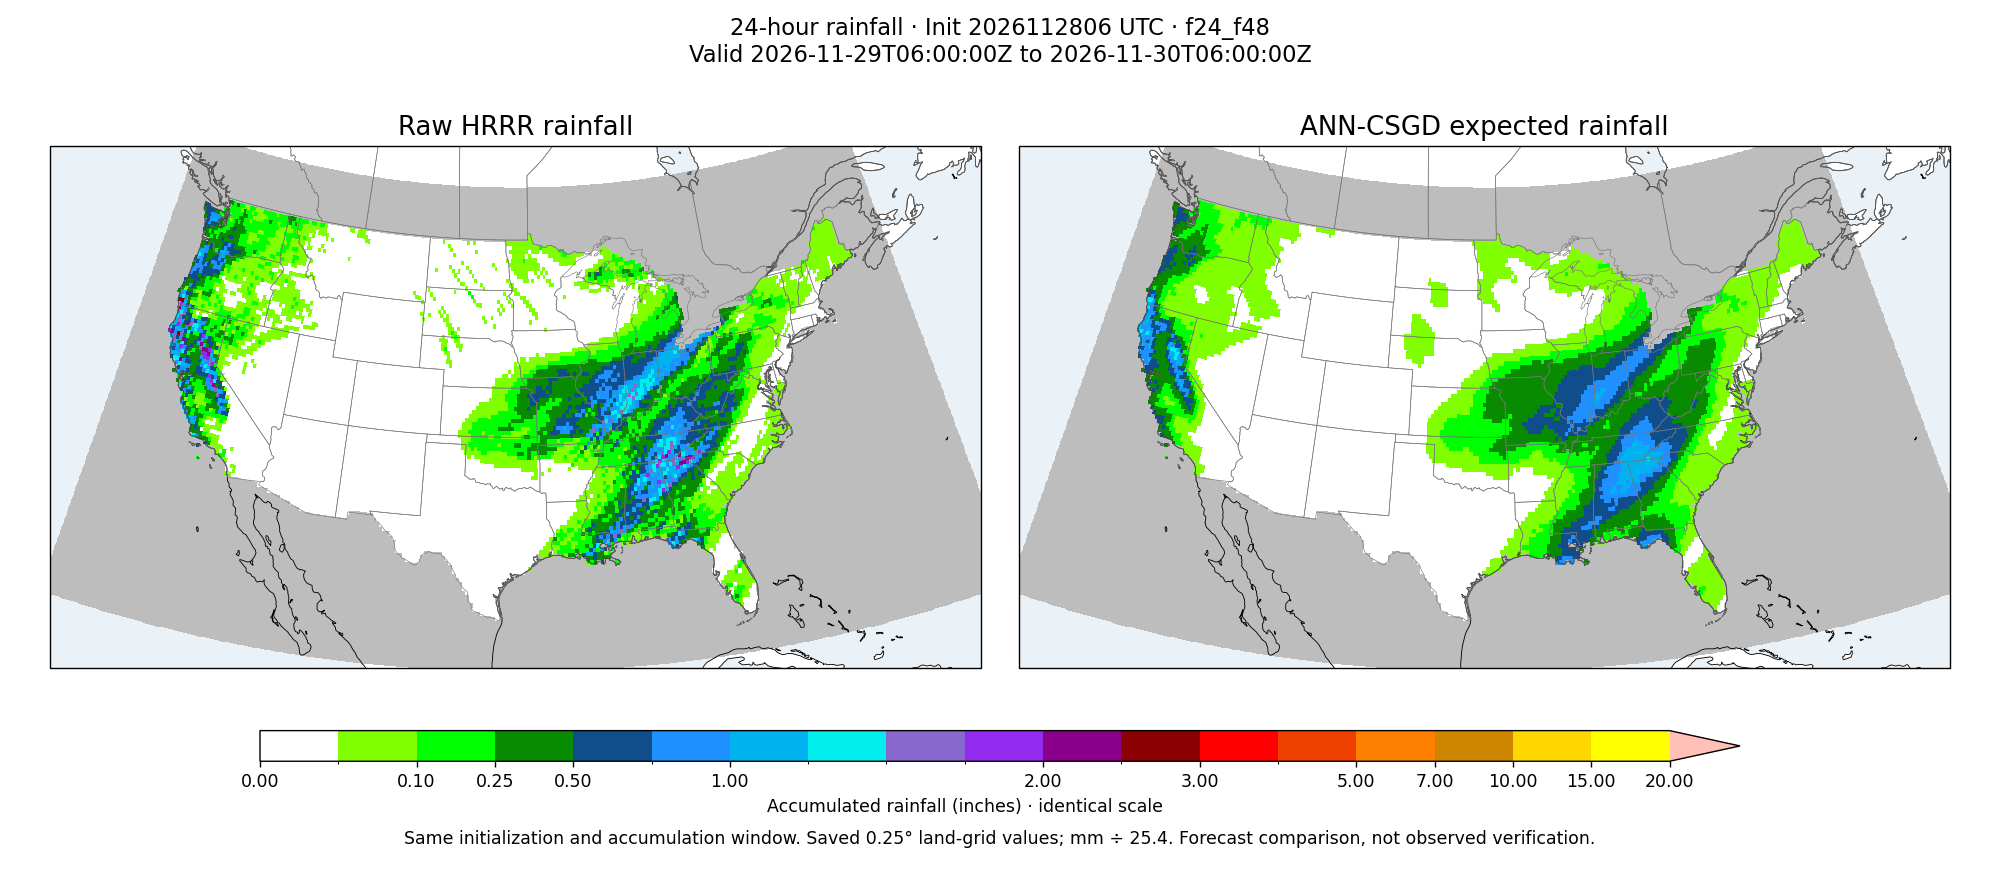 24-hour rainfall · Init 2026112806 UTC · f24_f48
Valid 2026-11-29T06:00:00Z to 2026-11-30T06:00:00Z
Raw HRRR rainfall
ANN-CSGD expected rainfall
0.00 0.10 0.25 0.50 1.00 2.00 3.00 5.00 7.00 10.00 15.00 20.00
Accumulated rainfall (inches) · identical scale
Same initialization and accumulation window. Saved 0.25° land-grid values; mm ÷ 25.4. Forecast comparison, not observed verification.